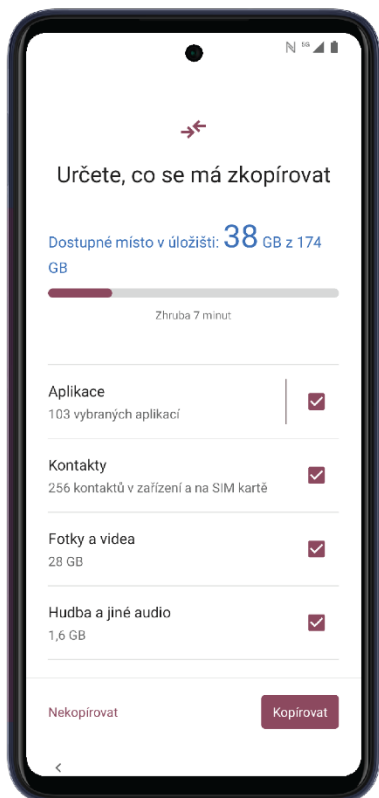 5G
Určete, co se má zkopírovat
Dostupné místo v úložišti: 38 GB z 174
GB
Zhruba 7 minut
Aplikace
103 vybraných aplikací
Kontakty
256 kontaktů v zařízení a na SIM kartě
Fotky a videa
28 GB
Hudba a jiné audio
1,6 GB
Nekopírovat
Kopírovat